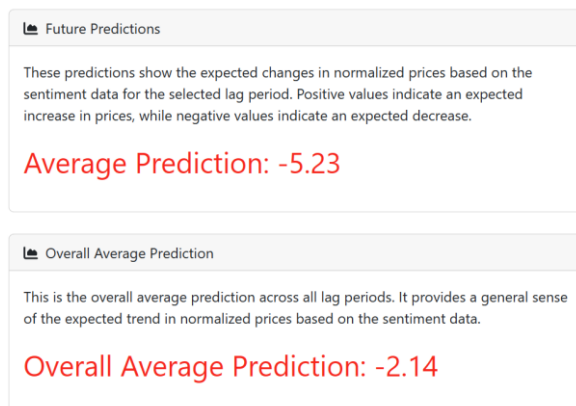 Future Predictions
These predictions show the expected changes in normalized prices based on the
sentiment data for the selected lag period. Positive values indicate an expected
increase in prices, while negative values indicate an expected decrease.
Average Prediction: -5.23
Overall Average Prediction
This is the overall average prediction across all lag periods. It provides a general sense
of the expected trend in normalized prices based on the sentiment data.
Overall Average Prediction: -2.14